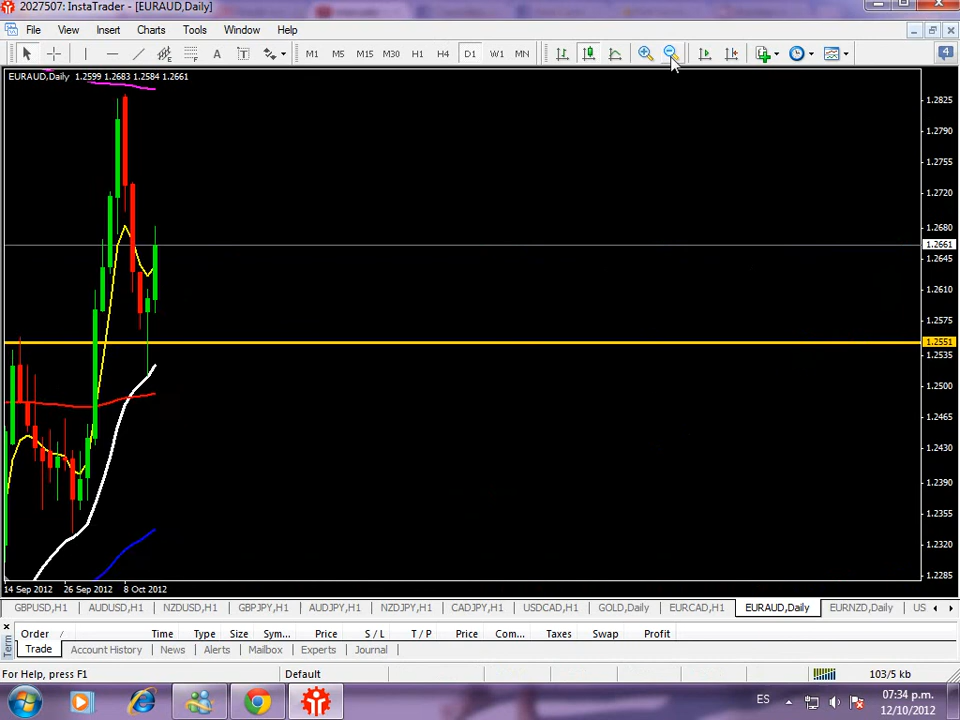 2027507: InstaTrader - [EURAUD,Daily]
File View Insert Charts Tools Window Help
A T M1 M5 M15 M30 H1 H4 D1 W1 MN 4
EURAUD,Daily 1.2599 1.2683 1.2584 1.2661
1.2825
1.2790
1.2755
1.2720
1.2680
1.2661
1.2645
1.2610
1.2575
1.2551
1.2535
1.2500
1.2465
1.2430
1.2390
1.2355
1.2320
1.2285
14 Sep 2012 26 Sep 2012 8 Oct 2012
GBPUSD,H1 AUDUSD,H1 NZDUSD,H1 GBPJPY,H1 AUDJPY,H1 NZDJPY,H1 CADJPY,H1 USDCAD,H1 GOLD,Daily EURCAD,H1 EURAUD,Daily EURNZD,Daily US
Order / Time Type Size Sym... Price S / L T / P Price Com... Taxes Swap Profit
Term
Trade Account History News Alerts Mailbox Experts Journal
For Help, press F1 Default 103/5 kb
ES 07:34 p.m.
12/10/2012